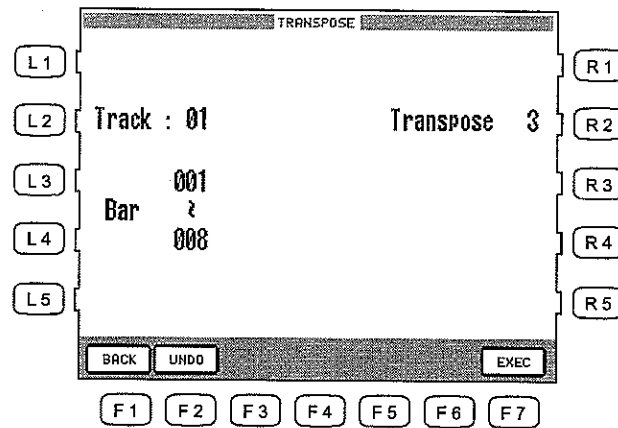 TRANSPOSE
L1
R1
L2 Track : 01 Transpose 3 R2
L3 001 R3
Bar ~
L4 008 R4
L5
R5
BACK UNDO EXEC
F1 F2 F3 F4 F5 F6 F7